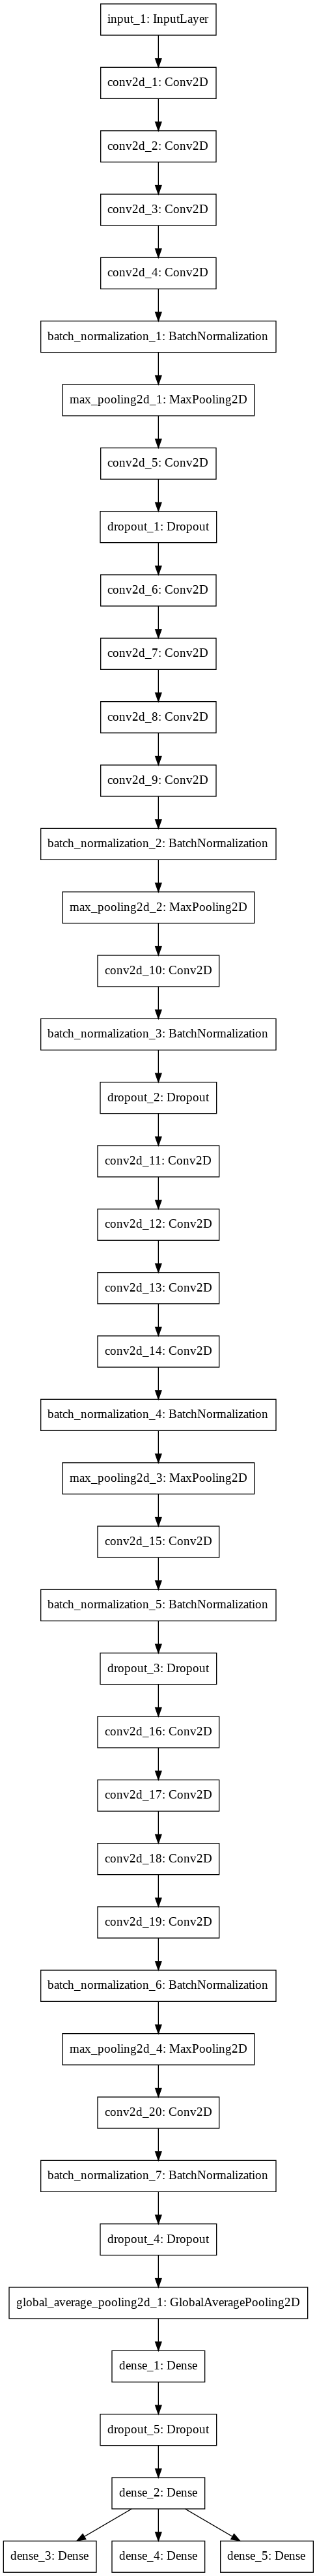 input_1: InputLayer
conv2d_1: Conv2D
conv2d_2: Conv2D
conv2d_3: Conv2D
conv2d_4: Conv2D
batch_normalization_1: BatchNormalization
max_pooling2d_1: MaxPooling2D
conv2d_5: Conv2D
dropout_1: Dropout
conv2d_6: Conv2D
conv2d_7: Conv2D
conv2d_8: Conv2D
conv2d_9: Conv2D
batch_normalization_2: BatchNormalization
max_pooling2d_2: MaxPooling2D
conv2d_10: Conv2D
batch_normalization_3: BatchNormalization
dropout_2: Dropout
conv2d_11: Conv2D
conv2d_12: Conv2D
conv2d_13: Conv2D
conv2d_14: Conv2D
batch_normalization_4: BatchNormalization
max_pooling2d_3: MaxPooling2D
conv2d_15: Conv2D
batch_normalization_5: BatchNormalization
dropout_3: Dropout
conv2d_16: Conv2D
conv2d_17: Conv2D
conv2d_18: Conv2D
conv2d_19: Conv2D
batch_normalization_6: BatchNormalization
max_pooling2d_4: MaxPooling2D
conv2d_20: Conv2D
batch_normalization_7: BatchNormalization
dropout_4: Dropout
global_average_pooling2d_1: GlobalAveragePooling2D
dense_1: Dense
dropout_5: Dropout
dense_2: Dense
dense_3: Dense
dense_4: Dense
dense_5: Dense